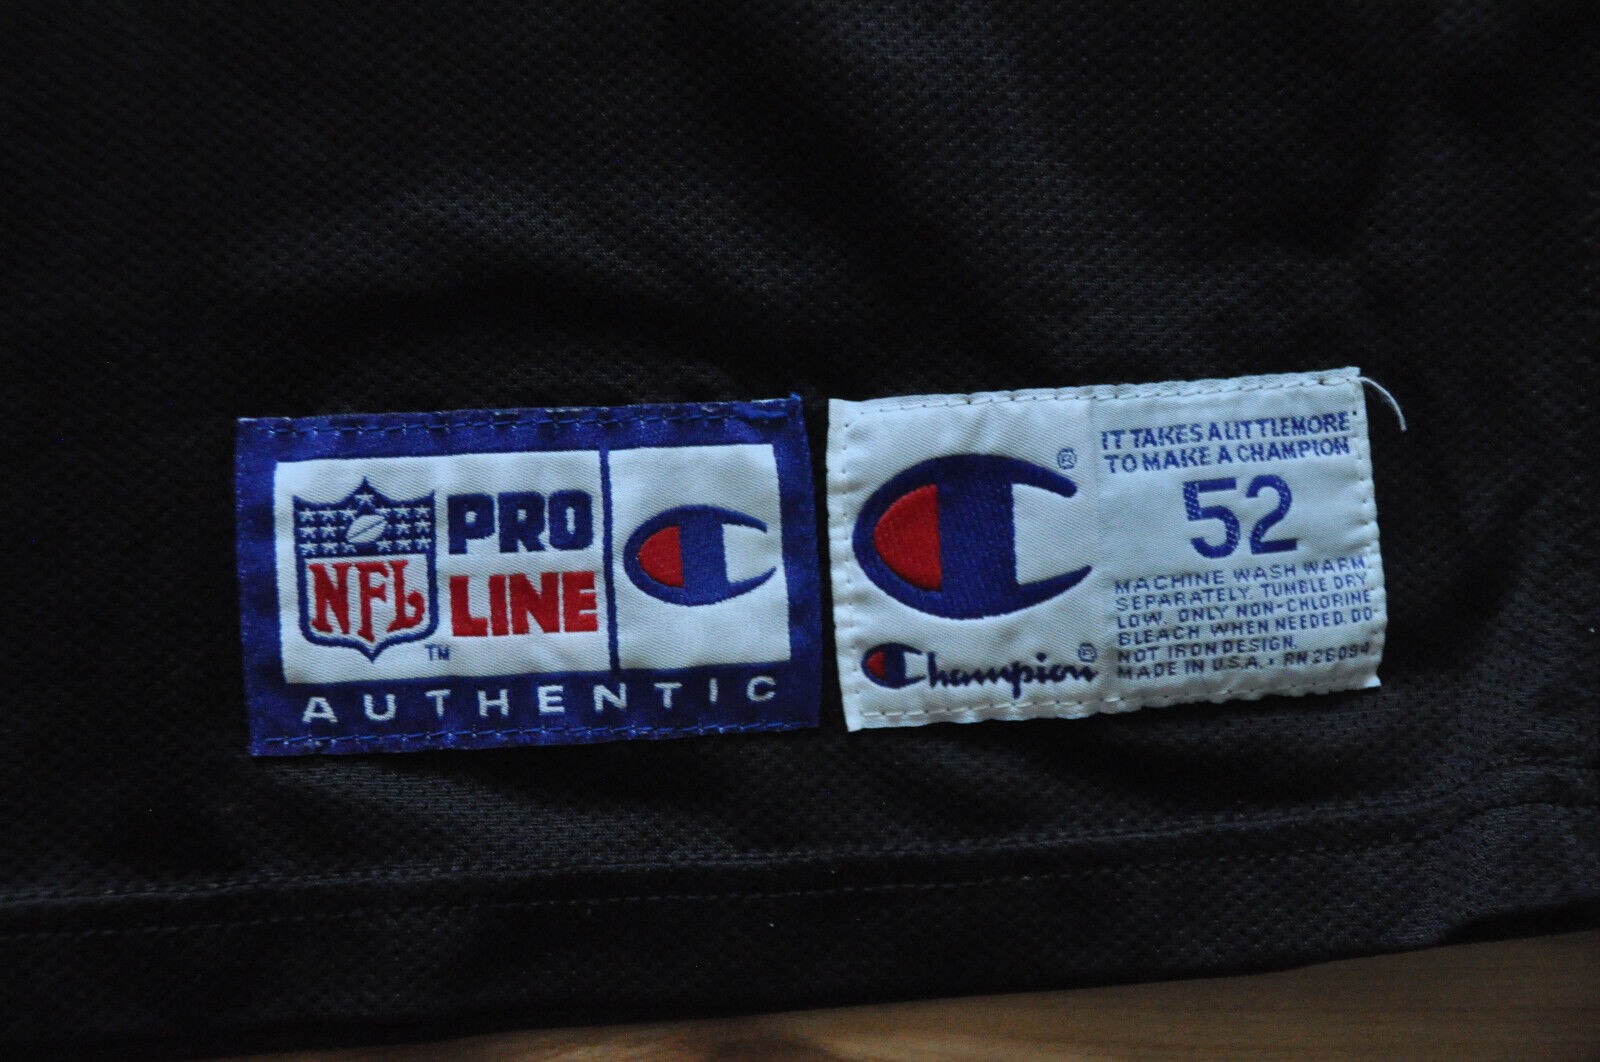 NFL
PRO
LINE
TM
AUTHENTIC
®
Champion®
IT TAKES A LITTLE MORE
TO MAKE A CHAMPION
52
MACHINE WASH WARM
SEPARATELY. TUMBLE DRY
LOW. ONLY NON-CHLORINE
BLEACH WHEN NEEDED. DO
NOT IRON DESIGN.
MADE IN U.S.A. • RN 26094